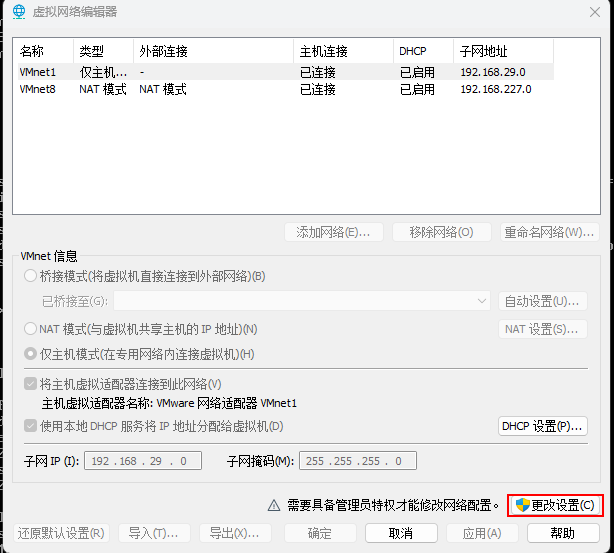 虚拟网络编辑器
名称 类型 外部连接 主机连接 DHCP 子网地址
VMnet1 仅主机... - 已连接 已启用 192.168.29.0
VMnet8 NAT 模式 NAT 模式 已连接 已启用 192.168.227.0
添加网络(E)... 移除网络(O) 重命名网络(W)...
VMnet 信息
桥接模式(将虚拟机直接连接到外部网络)(B)
已桥接至(G): 自动设置(U)...
NAT 模式(与虚拟机共享主机的 IP 地址)(N) NAT 设置(S)...
仅主机模式(在专用网络内连接虚拟机)(H)
将主机虚拟适配器连接到此网络(V)
主机虚拟适配器名称: VMware 网络适配器 VMnet1
使用本地 DHCP 服务将 IP 地址分配给虚拟机(D) DHCP 设置(P)...
子网 IP (I): 192 . 168 . 29 . 0 子网掩码(M): 255 . 255 . 255 . 0
需要具备管理员特权才能修改网络配置。 更改设置(C)
还原默认设置(R) 导入(T)... 导出(X)... 确定 取消 应用(A) 帮助